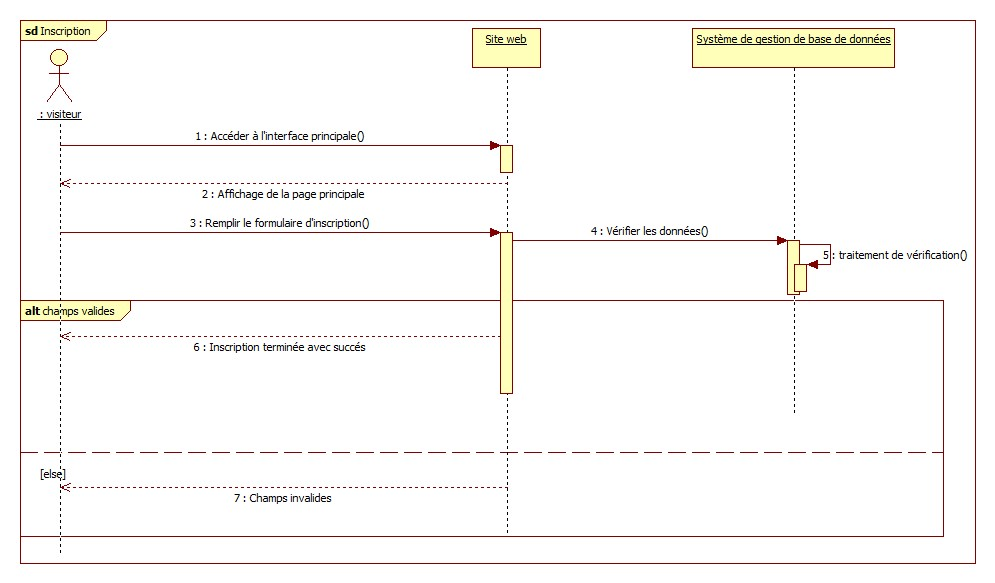 sd Inscription
Site web
Système de gestion de base de données
: visiteur
1 : Accéder à l'interface principale()
2 : Affichage de la page principale
3 : Remplir le formulaire d'inscription()
4 : Vérifier les données()
5 : traitement de vérification()
alt champs valides
6 : Inscription terminée avec succés
[else]
7 : Champs invalides